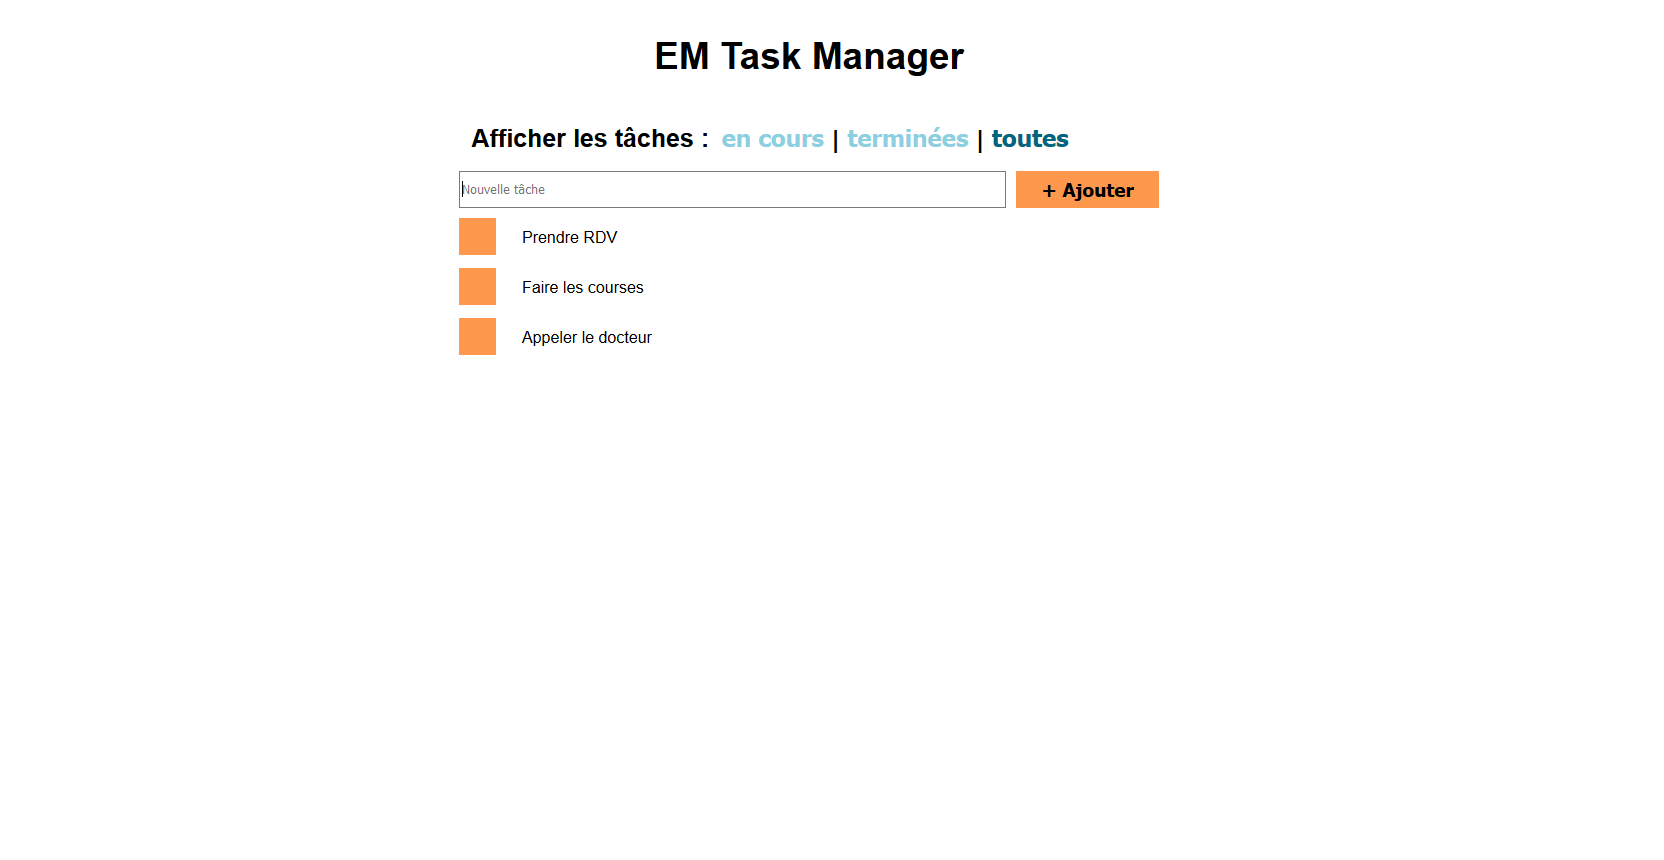 EM Task Manager
Afficher les tâches : en cours | terminées | toutes
Nouvelle tâche + Ajouter
Prendre RDV
Faire les courses
Appeler le docteur